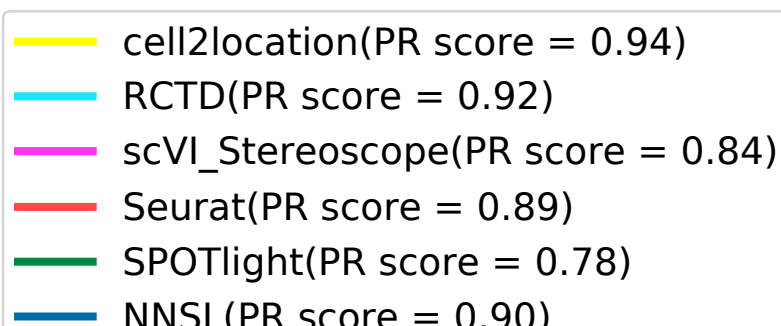 cell2location(PR score = 0.94)
RCTD(PR score = 0.92)
scVI_Stereoscope(PR score = 0.84)
Seurat(PR score = 0.89)
SPOTlight(PR score = 0.78)
(PR score = 0.90)